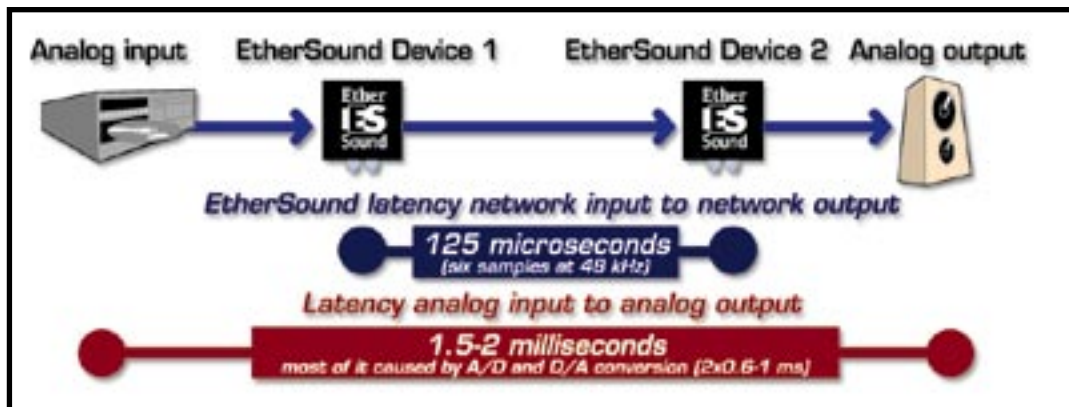 Analog input EtherSound Device 1 EtherSound Device 2 Analog output
Ether
ES
Sound
Ether
ES
Sound
EtherSound latency network input to network output
125 microseconds
(six samples at 48 kHz)
Latency analog input to analog output
1.5-2 milliseconds
most of it caused by A/D and D/A conversion (2x0.6-1 ms)